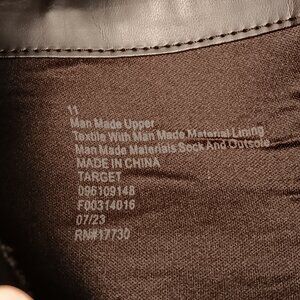 11
Man Made Upper
Textile With Man Made Material Lining
Man Made Materials Sock And Outsole
MADE IN CHINA
TARGET
096109148
F00314016
07/23
RN#17730